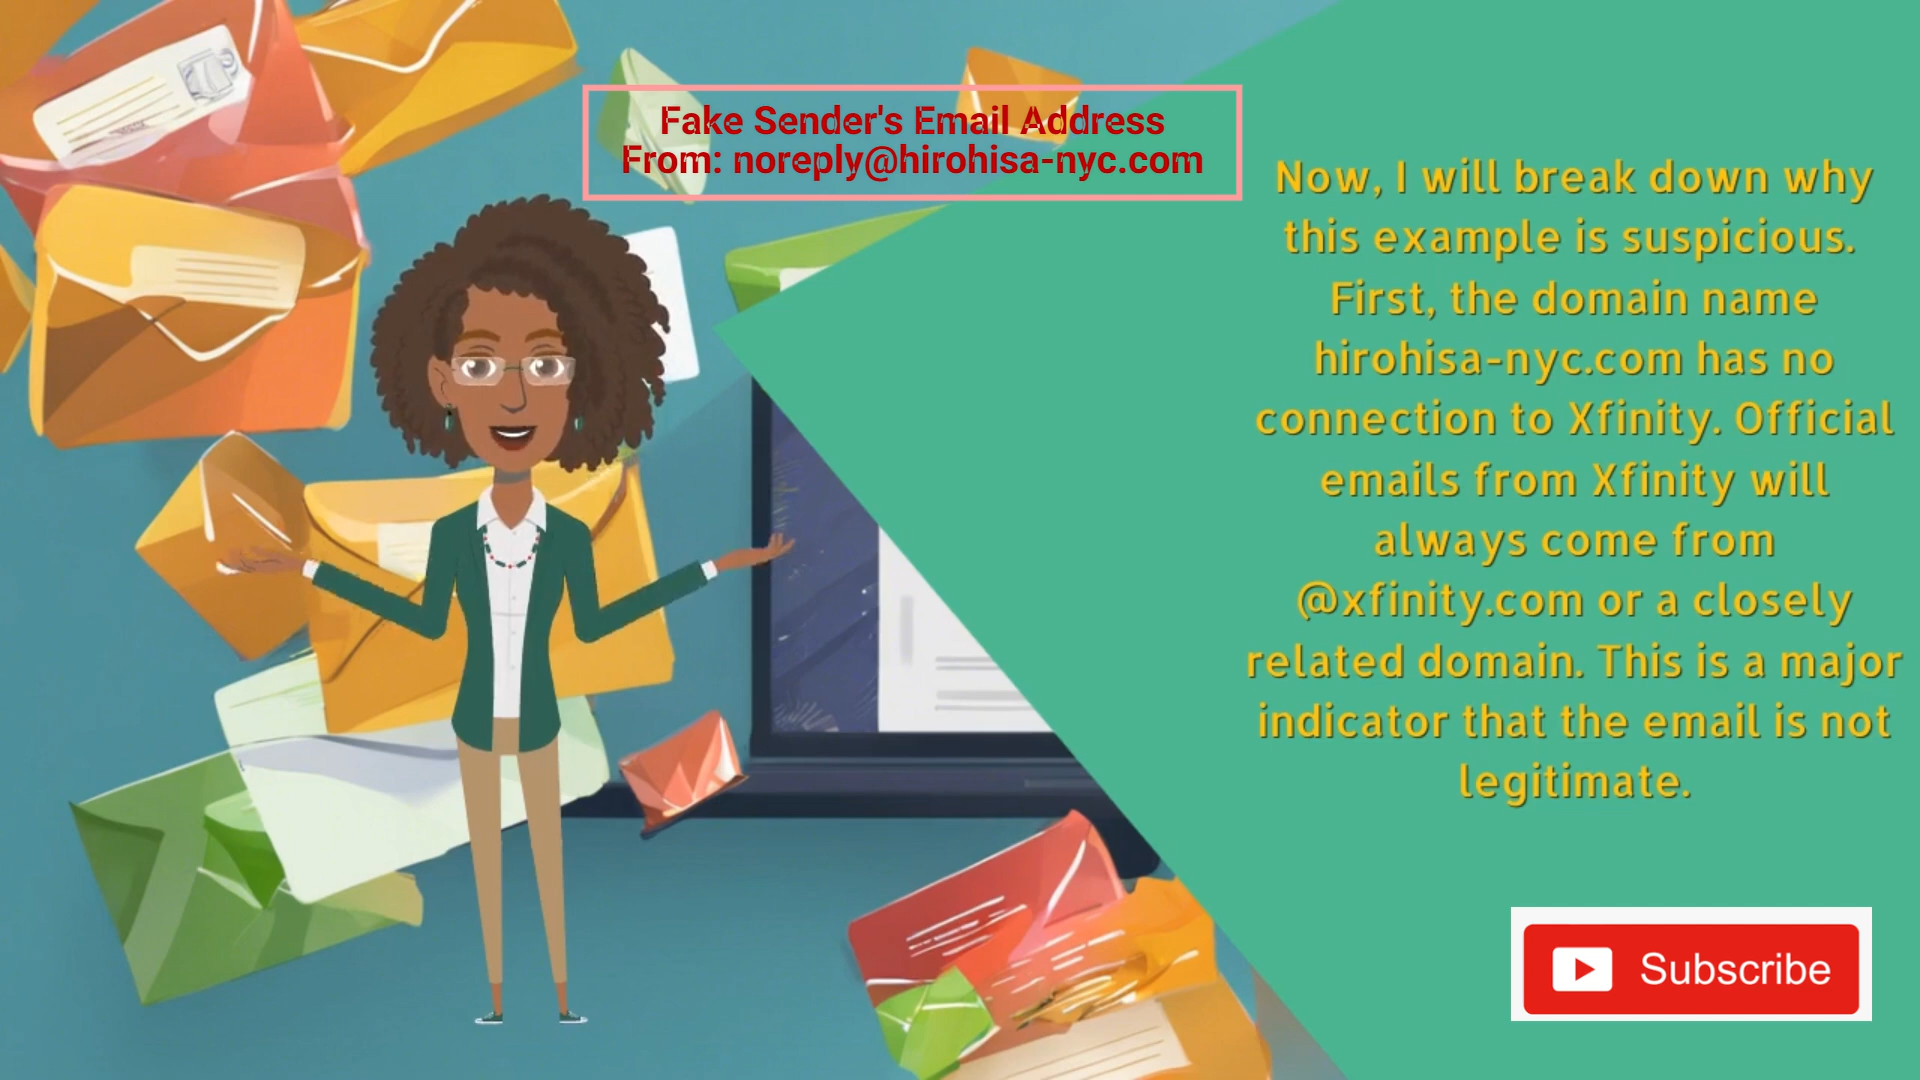 Fake Sender's Email Address
From: noreply@hirohisa-nyc.com
Now, I will break down why
this example is suspicious.
First, the domain name
hirohisa-nyc.com has no
connection to Xfinity. Official
emails from Xfinity will
always come from
@xfinity.com or a closely
related domain. This is a major
indicator that the email is not
legitimate.
Subscribe